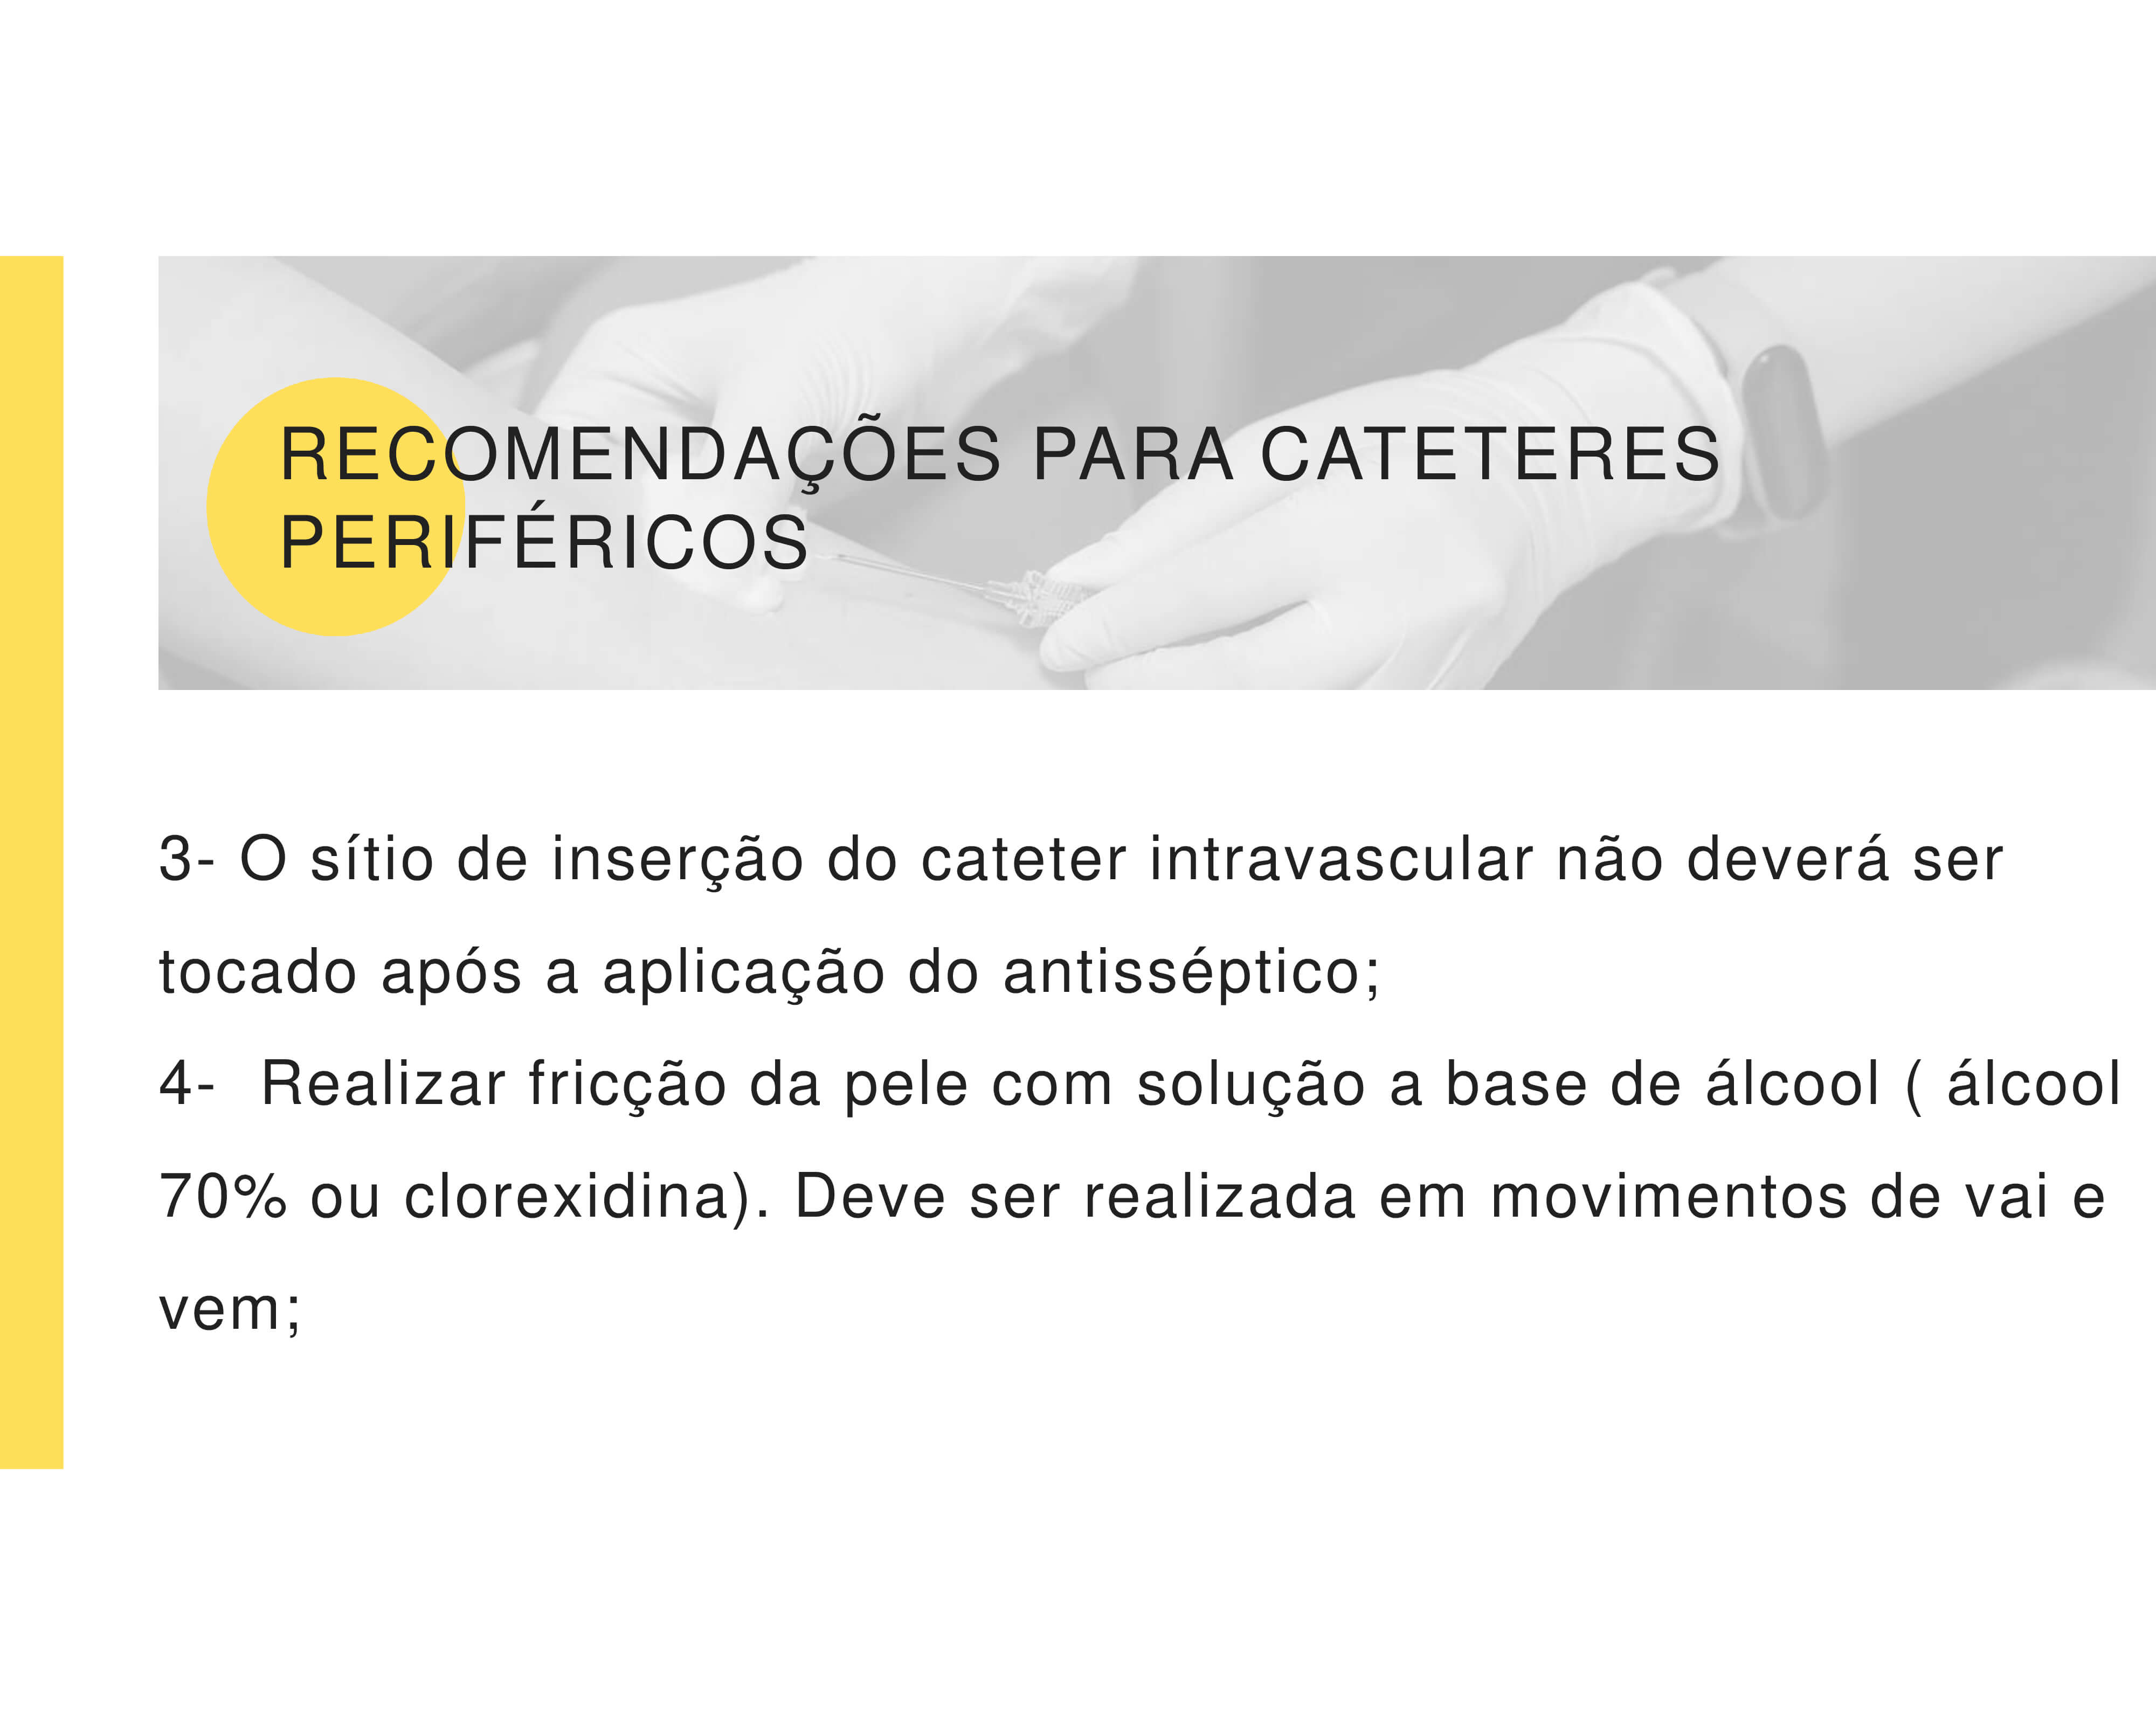 RECOMENDAÇÕES PARA CATETERES
PERIFÉRICOS
3- O sítio de inserção do cateter intravascular não deverá ser
tocado após a aplicação do antisséptico;
4-  Realizar fricção da pele com solução a base de álcool ( álcool
70% ou clorexidina). Deve ser realizada em movimentos de vai e
vem;